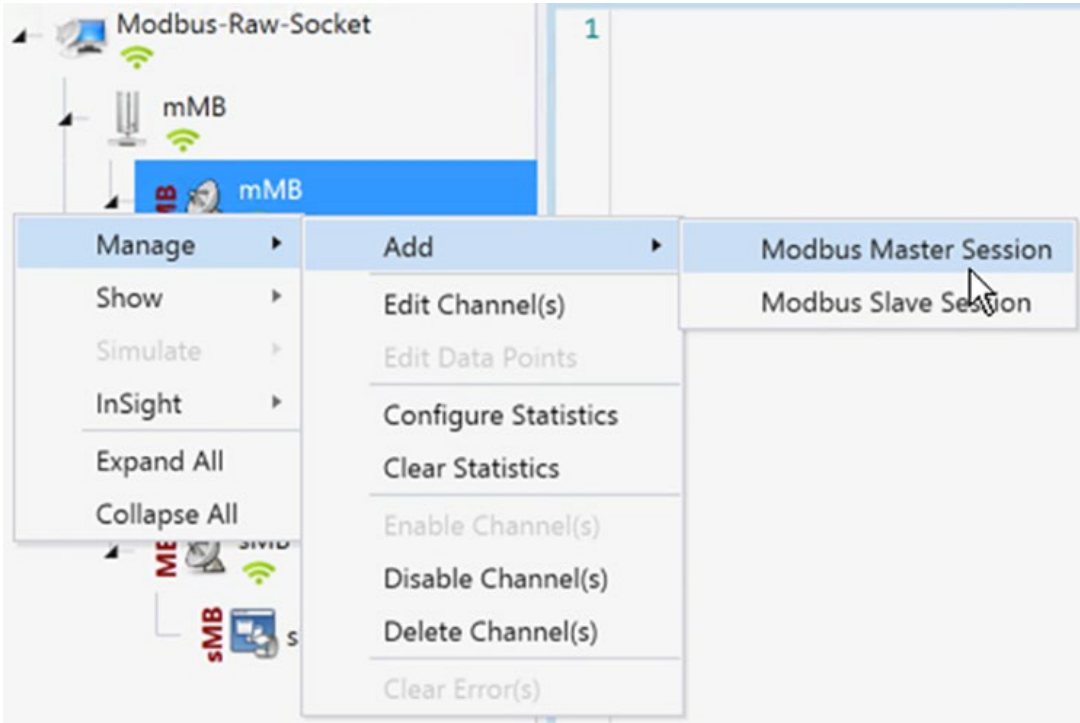 Modbus-Raw-Socket
1
mMB
mMB
Manage
Show
Simulate
InSight
Expand All
Collapse All
Add
Edit Channel(s)
Edit Data Points
Configure Statistics
Clear Statistics
Enable Channel(s)
Disable Channel(s)
Delete Channel(s)
Clear Error(s)
Modbus Master Session
Modbus Slave Session
MB
sMB
sMB
s